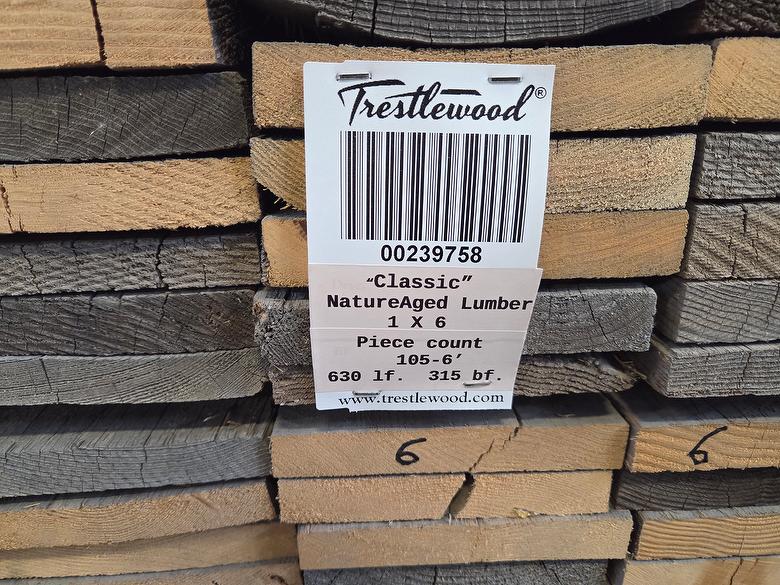 Trestlewood®
00239758
"Classic"
NatureAged Lumber
1 X 6
Piece count
105-6'
630 lf. 315 bf.
www.trestlewood.com
6 6